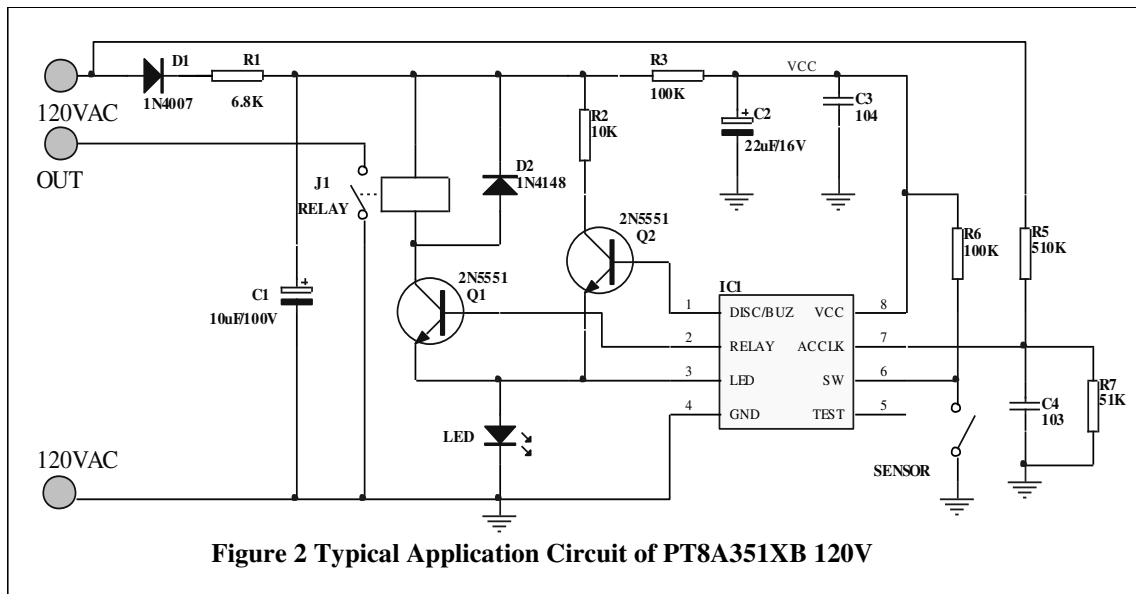 D1
R1
R3
VCC
120VAC
1N4007
6.8K
100K
C3
104
R2
10K
C2
22uF/16V
OUT
J1
RELAY
D2
1N4148
2N5551
Q2
R6
100K
R5
510K
C1
10uF/100V
2N5551
Q1
IC1
1
DISC/BUZ
VCC
8
2
RELAY
ACCLK
7
3
LED
SW
6
4
GND
TEST
5
R7
51K
C4
103
LED
SENSOR
120VAC
Figure 2 Typical Application Circuit of PT8A351XB 120V